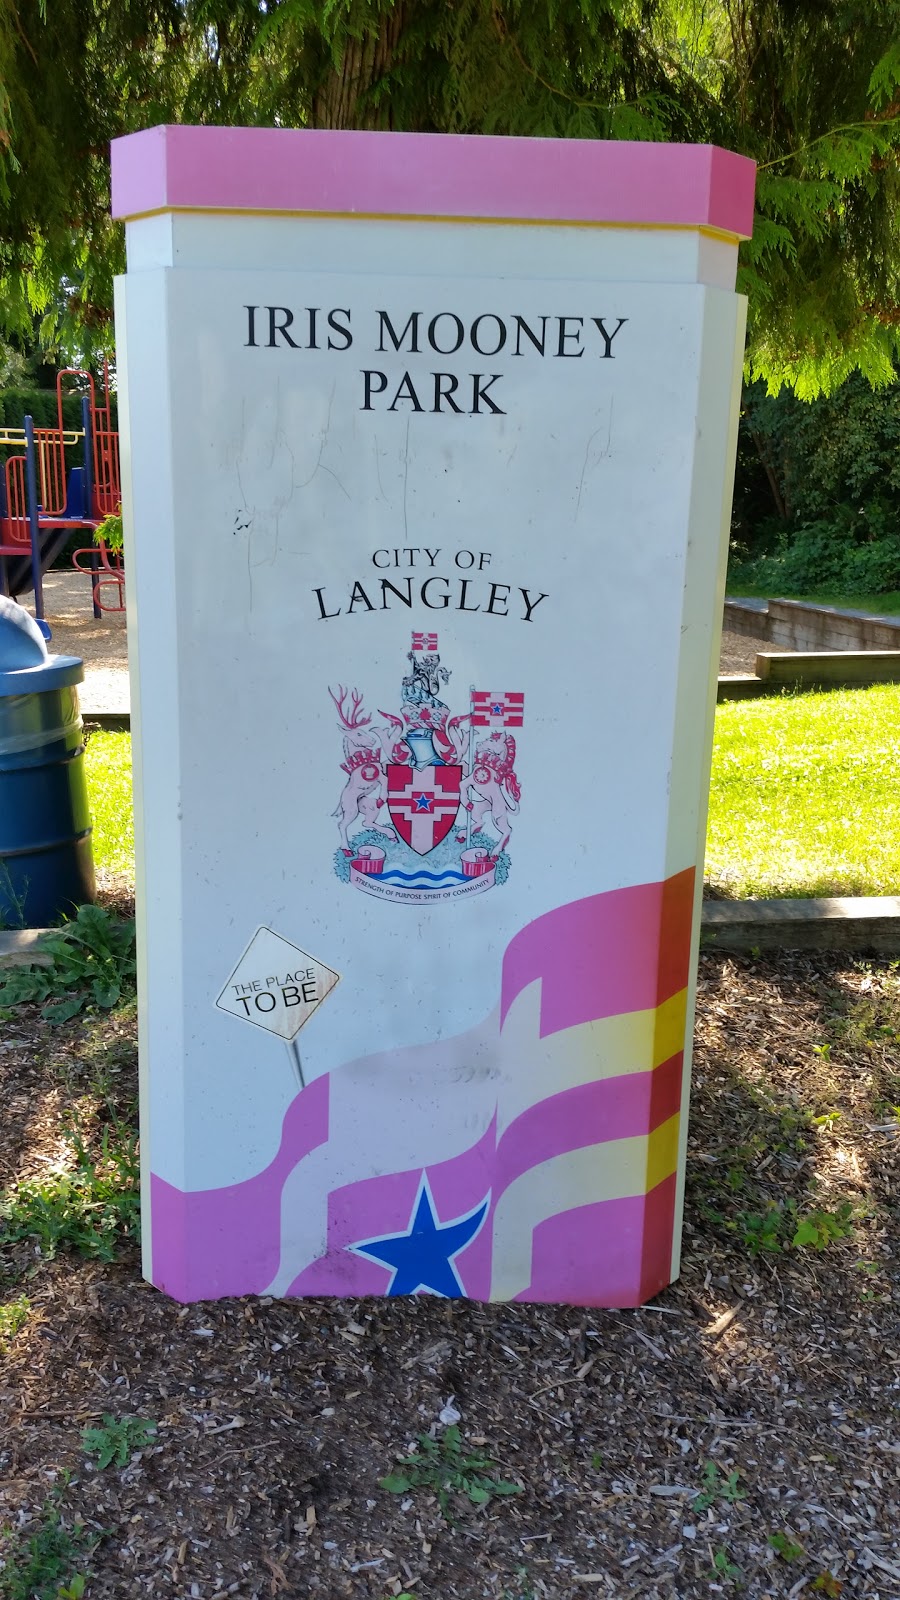 IRIS MOONEY
PARK
CITY OF
LANGLEY
STRENGTH OF PURPOSE SPIRIT OF COMMUNITY
THE PLACE
TO BE